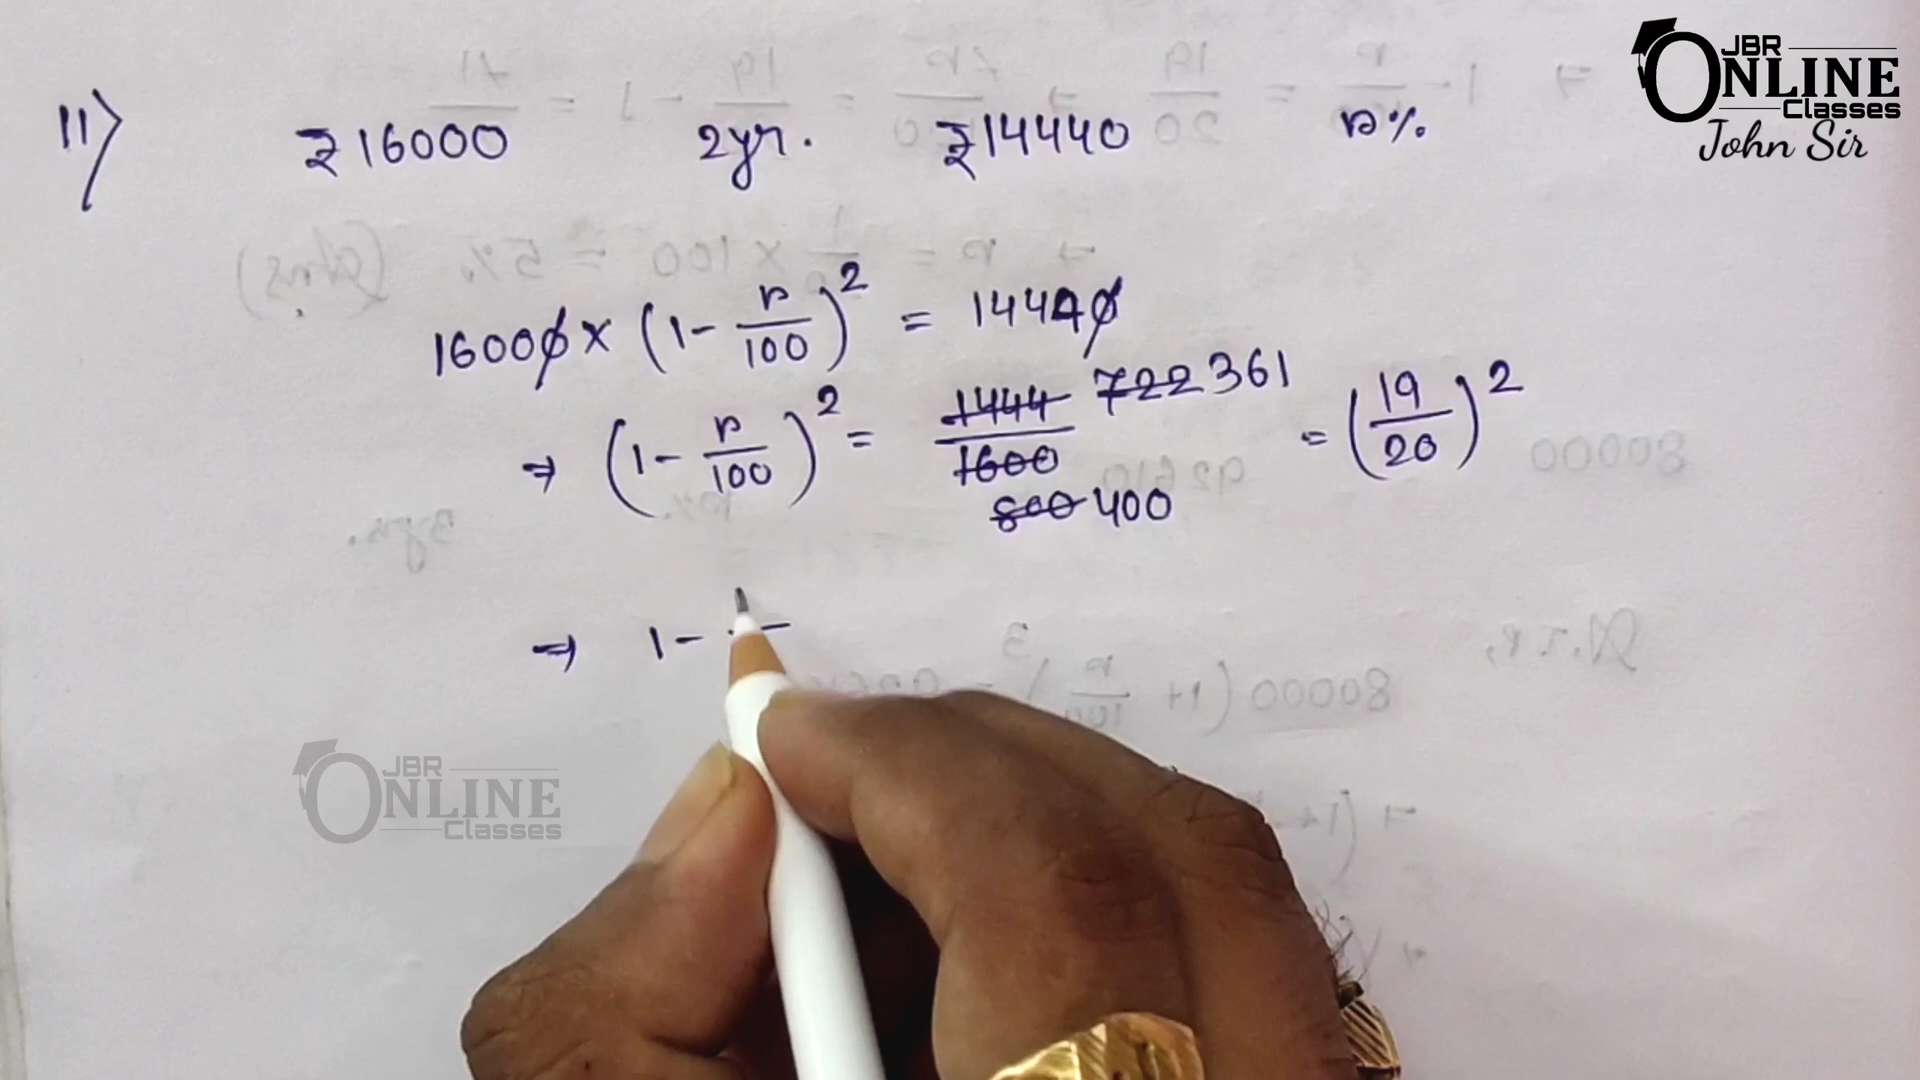 JBR
ONLINE
Classes
John Sir
11) ₹16000 2yr. ₹14440 r%
16000 × (1 - r/100)² = 14440
⇒ (1 - r/100)² = 1444/1600 722 361 = (19/20)²
800 400
⇒ 1 -
JBR
ONLINE
Classes